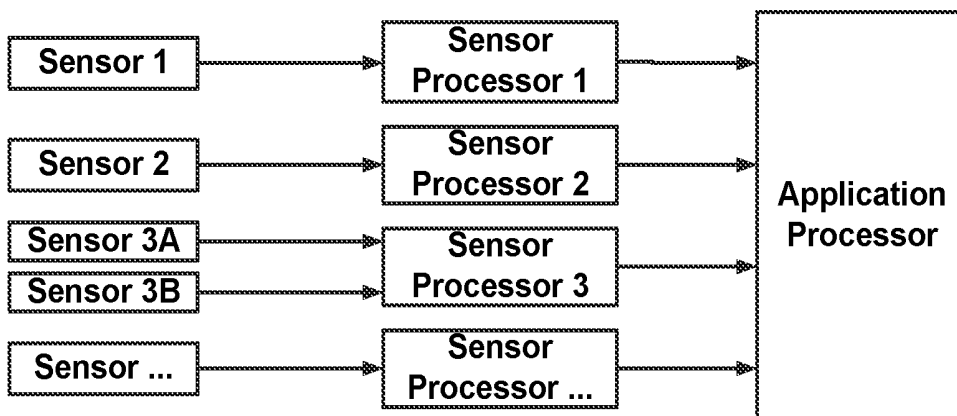 Sensor 1
Sensor
Processor 1
Sensor 2
Sensor
Processor 2
Sensor 3A
Sensor 3B
Sensor
Processor 3
Sensor ...
Sensor
Processor ...
Application
Processor